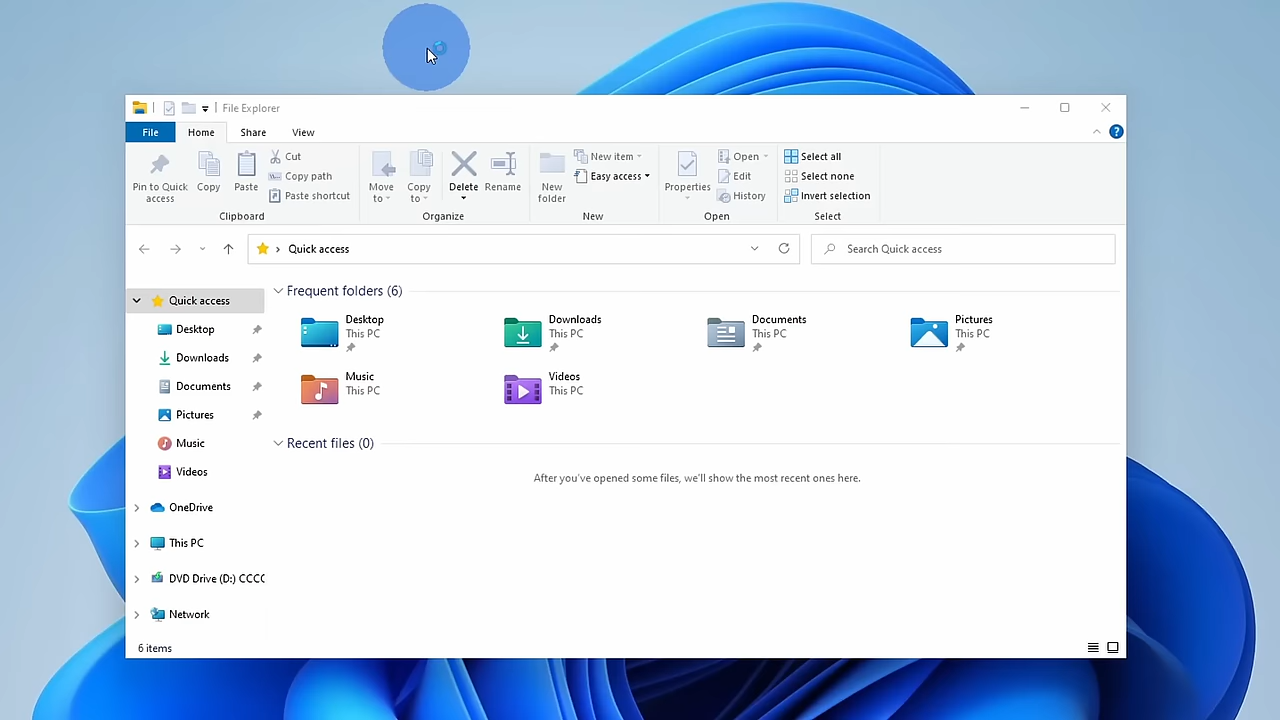 File Explorer
File Home Share View
Pin to Quick access
Copy
Paste
Cut
Copy path
Paste shortcut
Clipboard
Move to
Copy to
Delete
Rename
Organize
New folder
New item
Easy access
New
Properties
Open
Edit
History
Open
Select all
Select none
Invert selection
Select
Quick access
Search Quick access
Quick access
Desktop
Downloads
Documents
Pictures
Music
Videos
OneDrive
This PC
DVD Drive (D:) CCC
Network
Frequent folders (6)
Desktop
This PC
Downloads
This PC
Documents
This PC
Pictures
This PC
Music
This PC
Videos
This PC
Recent files (0)
After you've opened some files, we'll show the most recent ones here.
6 items